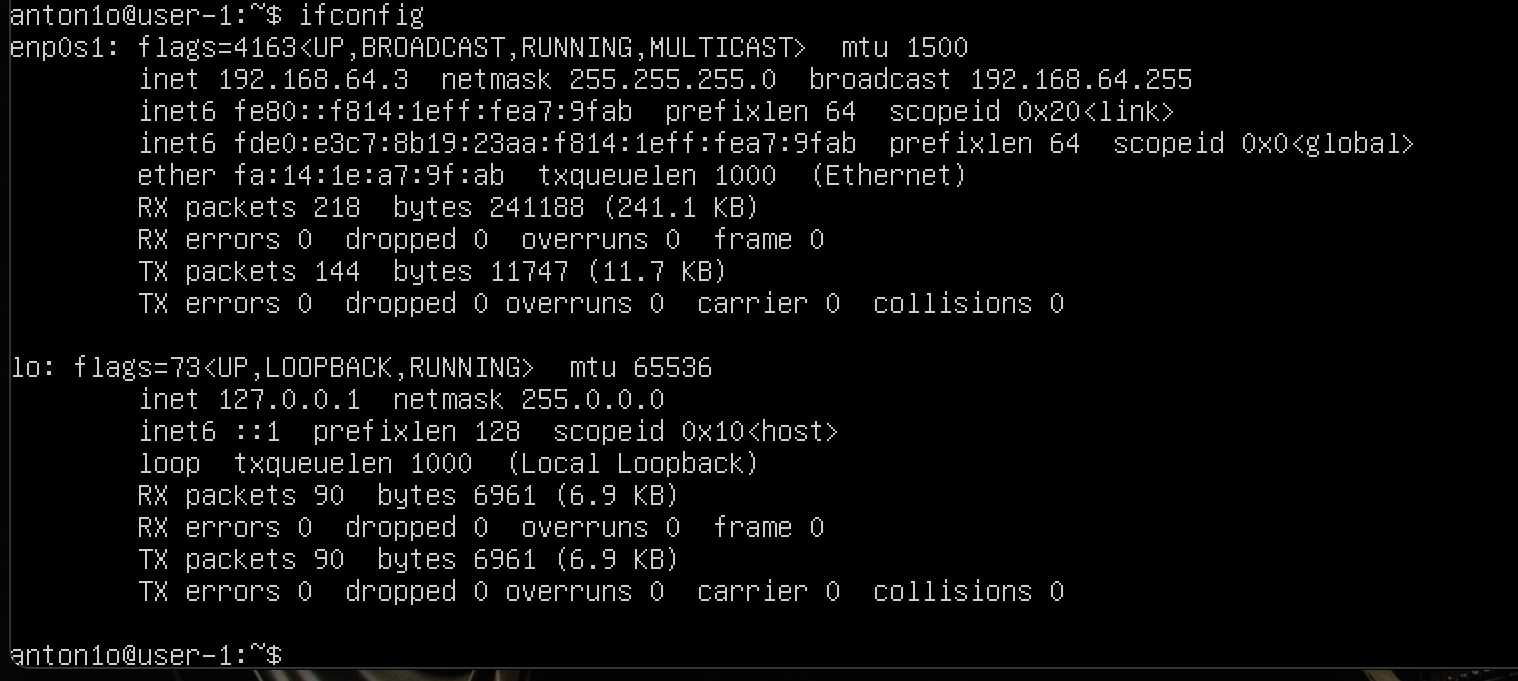 anton1o@user-1:~$ ifconfig
enp0s1: flags=4163<UP,BROADCAST,RUNNING,MULTICAST>  mtu 1500
        inet 192.168.64.3  netmask 255.255.255.0  broadcast 192.168.64.255
        inet6 fe80::f814:1eff:fea7:9fab  prefixlen 64  scopeid 0x20<link>
        inet6 fde0:e3c7:8b19:23aa:f814:1eff:fea7:9fab  prefixlen 64  scopeid 0x0<global>
        ether fa:14:1e:a7:9f:ab  txqueuelen 1000  (Ethernet)
        RX packets 218  bytes 241188 (241.1 KB)
        RX errors 0  dropped 0  overruns 0  frame 0
        TX packets 144  bytes 11747 (11.7 KB)
        TX errors 0  dropped 0 overruns 0  carrier 0  collisions 0

lo: flags=73<UP,LOOPBACK,RUNNING>  mtu 65536
        inet 127.0.0.1  netmask 255.0.0.0
        inet6 ::1  prefixlen 128  scopeid 0x10<host>
        loop  txqueuelen 1000  (Local Loopback)
        RX packets 90  bytes 6961 (6.9 KB)
        RX errors 0  dropped 0  overruns 0  frame 0
        TX packets 90  bytes 6961 (6.9 KB)
        TX errors 0  dropped 0 overruns 0  carrier 0  collisions 0

anton1o@user-1:~$